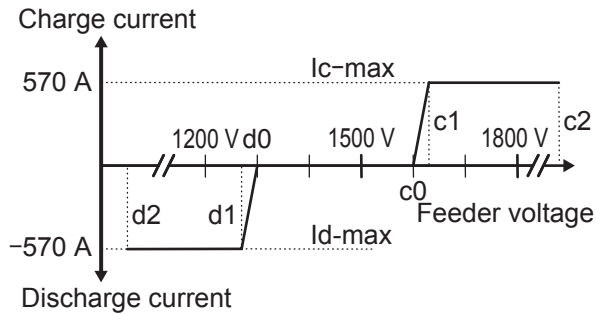 Charge current
570 A
Ic-max
c1
c2
1200 V d0
1500 V
1800 V
c0
Feeder voltage
d2
d1
Id-max
−570 A
Discharge current